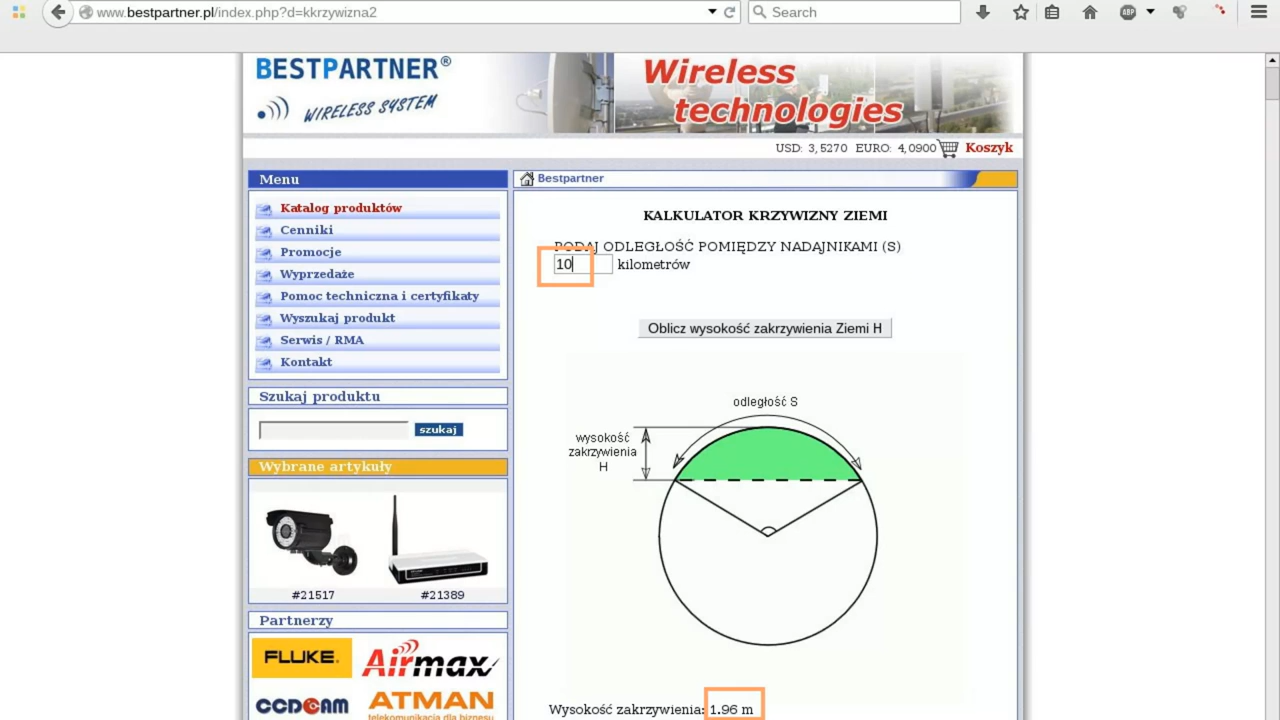 www.bestpartner.pl/index.php?d=kkrzywizna2
Search
ABP
BESTPARTNER®
WIRELESS SYSTEM
Wireless
technologies
USD: 3,5270 EURO: 4,0900 Koszyk
Menu
Katalog produktów
Cenniki
Promocje
Wyprzedaże
Pomoc techniczna i certyfikaty
Wyszukaj produkt
Serwis / RMA
Kontakt
Szukaj produktu
szukaj
Wybrane artykuły
#21517 #21389
Partnerzy
FLUKE.
Airmax
CCDCAM
ATMAN
telekomunikacja dla biznesu
Bestpartner
KALKULATOR KRZYWIZNY ZIEMI
PODAJ ODLEGŁOŚĆ POMIĘDZY NADAJNIKAMI (S)
10 kilometrów
Oblicz wysokość zakrzywienia Ziemi H
odległość S
wysokość
zakrzywienia
H
Wysokość zakrzywienia: 1.96 m